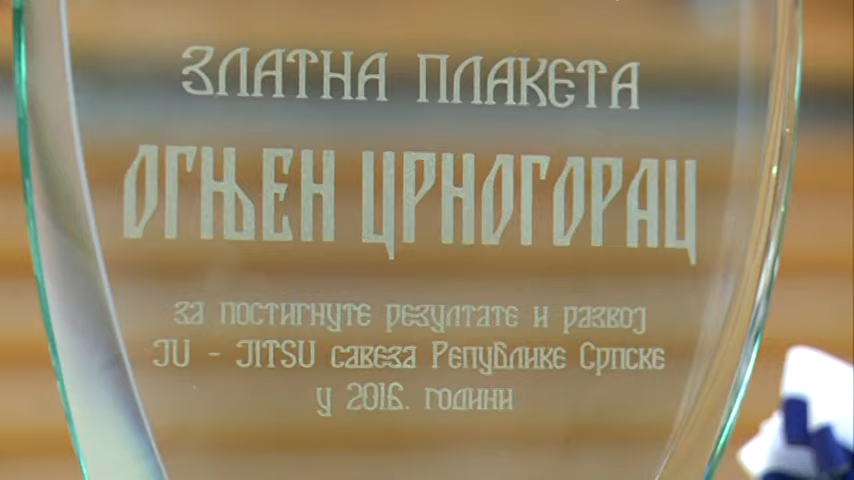 ЗЛАТНА ПЛАКЕТА
ОГЊЕН ЦРНОГОРАЦ
за постигнуте резултате и развој
JU - JITSU савеза Републике Српске
у 2016. години